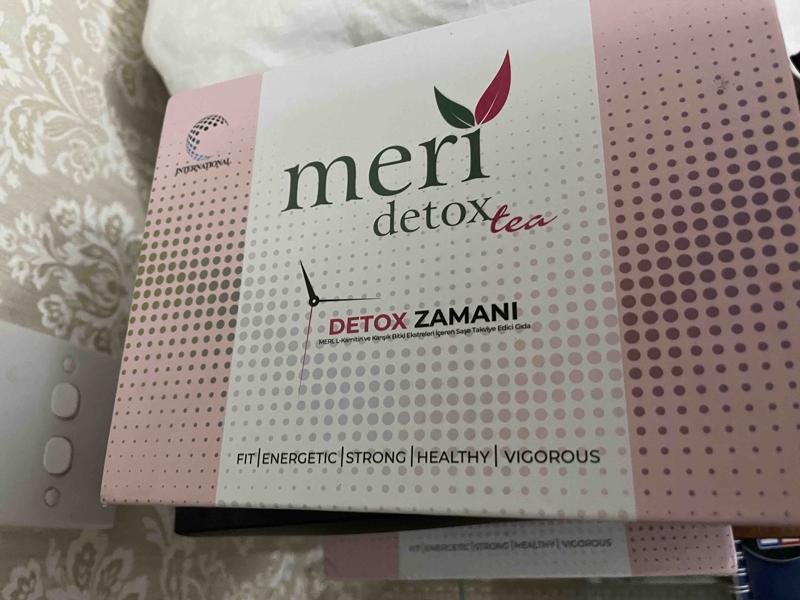 INTERNATIONAL
meri
detox tea
DETOX ZAMANI
MERİ, L-Karnitin ve Karışık Bitki Ekstreleri İçeren Saşe Takviye Edici Gıda
FIT|ENERGETIC|STRONG|HEALTHY|VIGOROUS
FIT|ENERGETIC|STRONG|HEALTHY|VIGOROUS